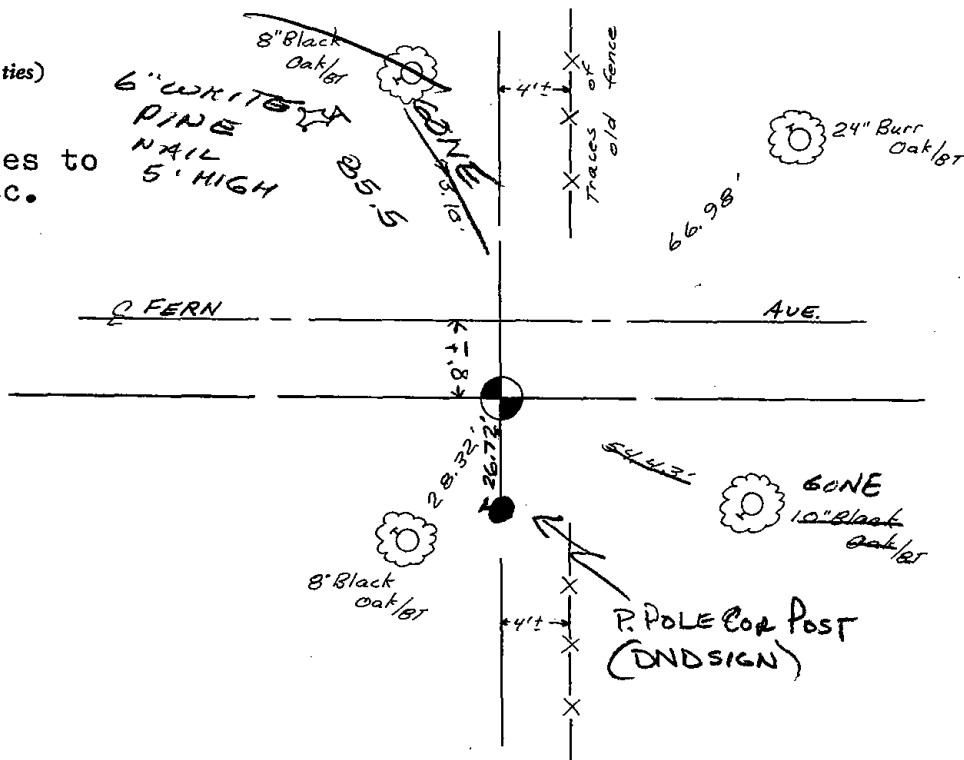 ties)
es to
c.
6" WHITE
PINE
NAIL
5' HIGH
85.5
8" Black
Oak/BT
GONE
3.10'
4'±
Traces of
old fence
24" Burr
Oak/BT
66.98'
℄ FERN AVE.
8'±
28.32'
26.72'
54.43'
GONE
10" Black
Oak/BT
8" Black
Oak/BT
4'±
P. POLE COR POST
(DND SIGN)